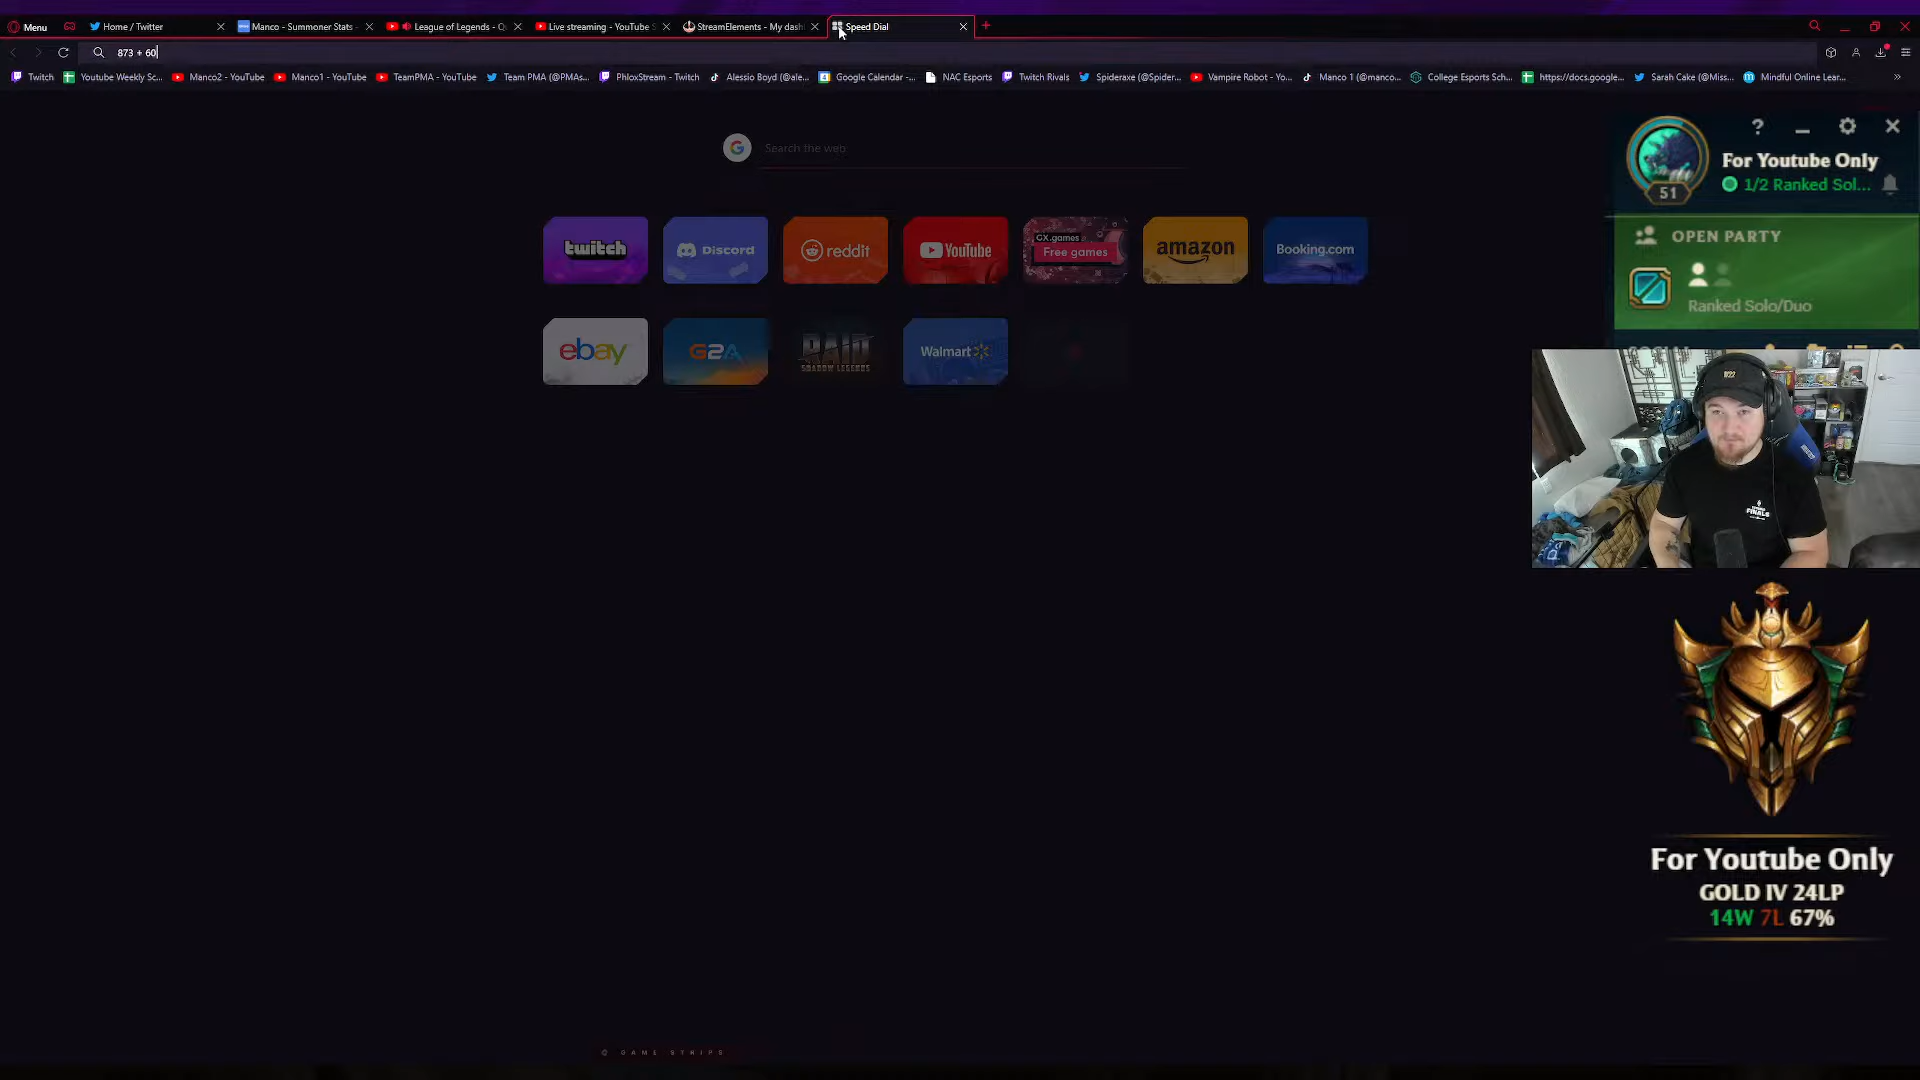 Menu
Home / Twitter
Manco - Summoner Stats -
League of Legends - Q
Live streaming - YouTube S
StreamElements - My dash
Speed Dial
873 + 60
Twitch
Youtube Weekly Sc...
Manco2 - YouTube
Manco1 - YouTube
TeamPMA - YouTube
Team PMA (@PMAs...
PhloxStream - Twitch
Alessio Boyd (@ale...
Google Calendar -...
NAC Esports
Twitch Rivals
Spideraxe (@Spider...
Vampire Robot - Yo...
Manco 1 (@manco...
College Esports Sch...
https://docs.google...
Sarah Cake (@Miss...
Mindful Online Lear...
Search the web
twitch
Discord
reddit
YouTube
GX.games
Free games
amazon
Booking.com
ebay
G2A
RAID
SHADOW LEGENDS
Walmart
For Youtube Only
51
1/2 Ranked Sol...
OPEN PARTY
Ranked Solo/Duo
FINALS
For Youtube Only
GOLD IV 24LP
14W 7L 67%
GAME STRIPS